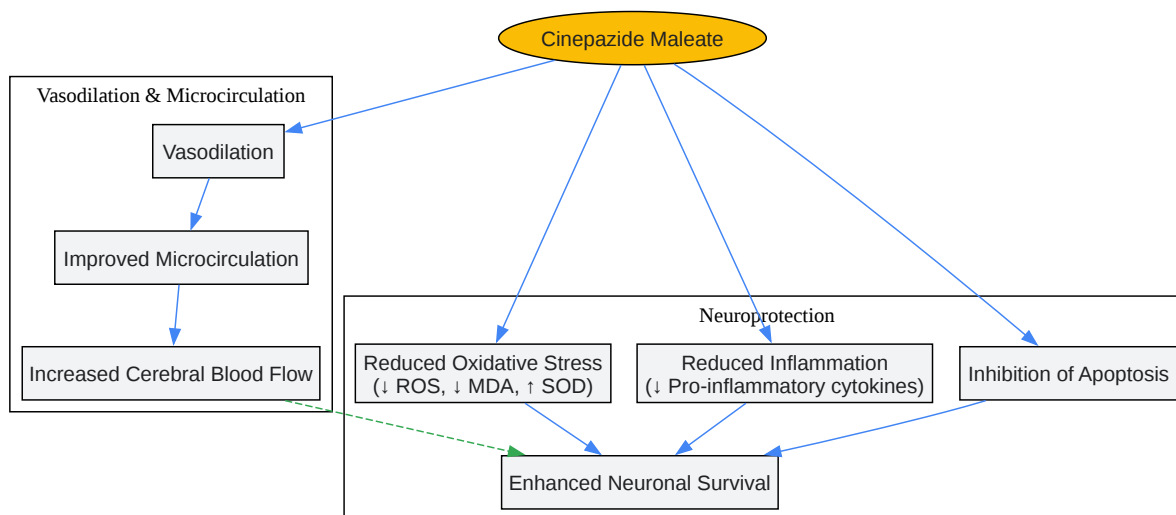 Cinepazide Maleate
Vasodilation & Microcirculation
Vasodilation
Improved Microcirculation
Increased Cerebral Blood Flow
Neuroprotection
Reduced Oxidative Stress
(↓ ROS, ↓ MDA, ↑ SOD)
Reduced Inflammation
(↓ Pro-inflammatory cytokines)
Inhibition of Apoptosis
Enhanced Neuronal Survival